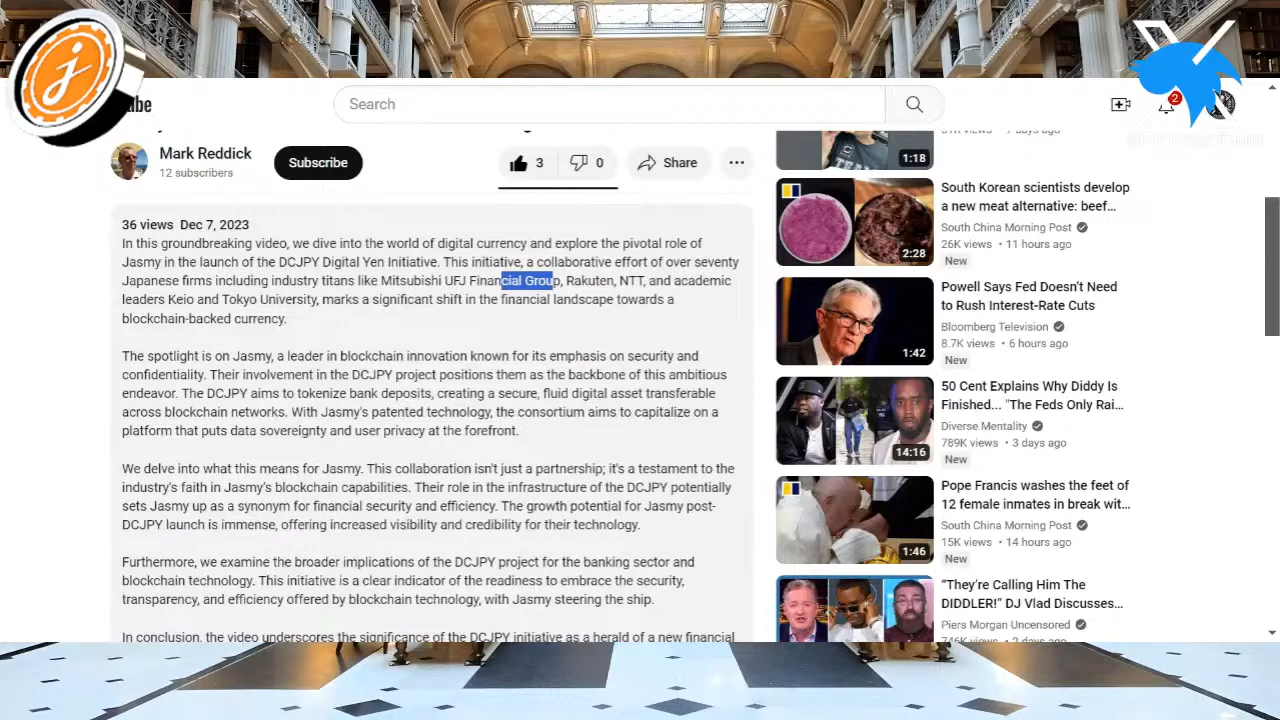 be
Search
2
Mark Reddick
12 subscribers
Subscribe
3
0
Share
36 views Dec 7, 2023
In this groundbreaking video, we dive into the world of digital currency and explore the pivotal role of
Jasmy in the launch of the DCJPY Digital Yen Initiative. This initiative, a collaborative effort of over seventy
Japanese firms including industry titans like Mitsubishi UFJ Financial Group, Rakuten, NTT, and academic
leaders Keio and Tokyo University, marks a significant shift in the financial landscape towards a
blockchain-backed currency.
The spotlight is on Jasmy, a leader in blockchain innovation known for its emphasis on security and
confidentiality. Their involvement in the DCJPY project positions them as the backbone of this ambitious
endeavor. The DCJPY aims to tokenize bank deposits, creating a secure, fluid digital asset transferable
across blockchain networks. With Jasmy's patented technology, the consortium aims to capitalize on a
platform that puts data sovereignty and user privacy at the forefront.
We delve into what this means for Jasmy. This collaboration isn't just a partnership; it's a testament to the
industry's faith in Jasmy's blockchain capabilities. Their role in the infrastructure of the DCJPY potentially
sets Jasmy up as a synonym for financial security and efficiency. The growth potential for Jasmy post-
DCJPY launch is immense, offering increased visibility and credibility for their technology.
Furthermore, we examine the broader implications of the DCJPY project for the banking sector and
blockchain technology. This initiative is a clear indicator of the readiness to embrace the security,
transparency, and efficiency offered by blockchain technology, with Jasmy steering the ship.
In conclusion, the video underscores the significance of the DCJPY initiative as a herald of a new financial
1:18
7 days ago
2:28
South Korean scientists develop
a new meat alternative: beef...
South China Morning Post
26K views • 11 hours ago
New
1:42
Powell Says Fed Doesn't Need
to Rush Interest-Rate Cuts
Bloomberg Television
8.7K views • 6 hours ago
New
14:16
50 Cent Explains Why Diddy Is
Finished... "The Feds Only Rai...
Diverse Mentality
789K views • 3 days ago
New
1:46
Pope Francis washes the feet of
12 female inmates in break wit...
South China Morning Post
15K views • 14 hours ago
New
"They're Calling Him The
DIDDLER!" DJ Vlad Discusses...
Piers Morgan Uncensored
746K views • 2 days ago